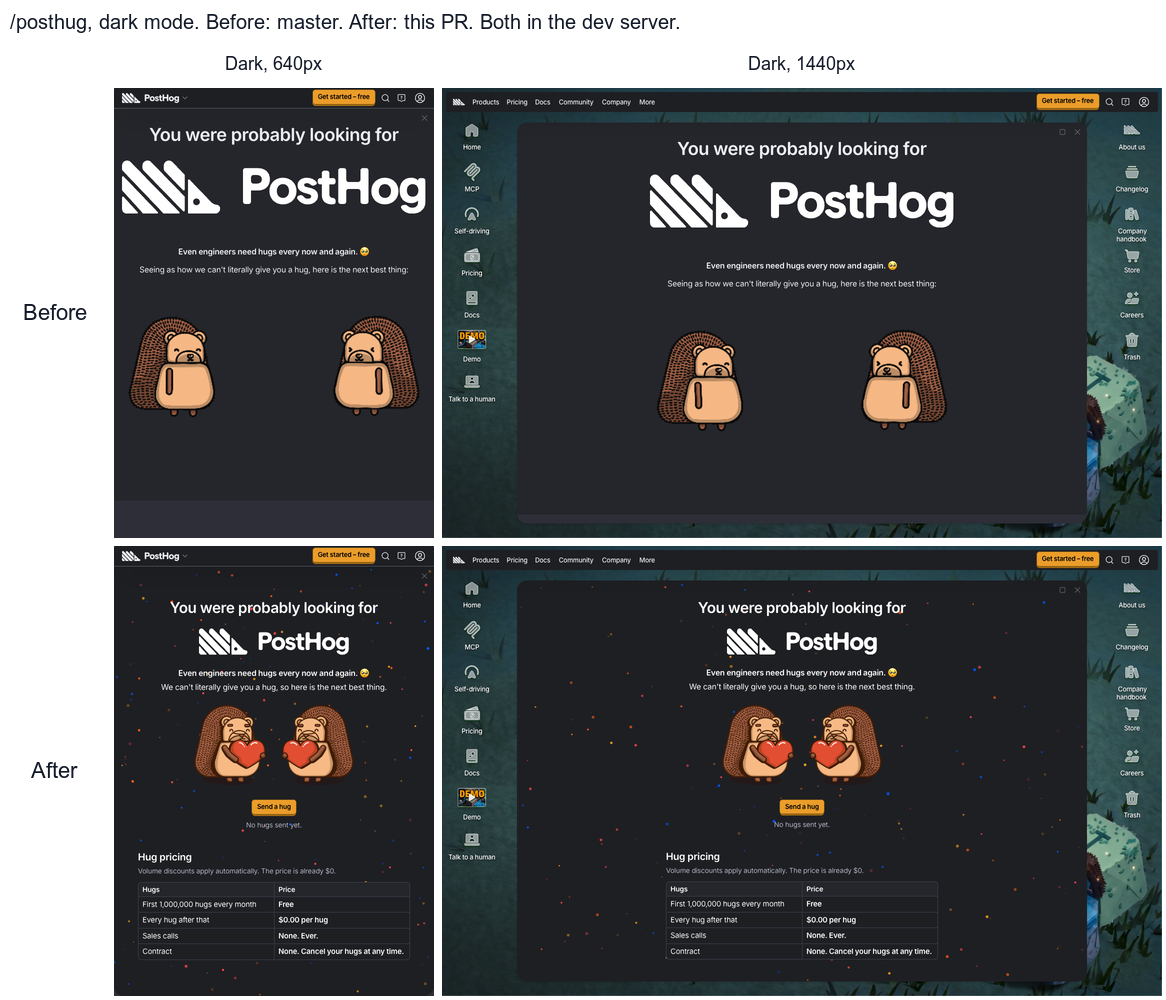 /posthug, dark mode. Before: master. After: this PR. Both in the dev server.
Dark, 640px
Dark, 1440px
Before
PostHog
Get started – free
You were probably looking for
PostHog
Even engineers need hugs every now and again. 🥺
Seeing as how we can't literally give you a hug, here is the next best thing:
Products Pricing Docs Community Company More
Get started – free
Home
MCP
Self-driving
Pricing
Docs
DEMO
Demo
Talk to a human
You were probably looking for
PostHog
Even engineers need hugs every now and again. 🥺
Seeing as how we can't literally give you a hug, here is the next best thing:
About us
Changelog
Company
handbook
Store
Careers
Trash
After
PostHog
Get started – free
You were probably looking for
PostHog
Even engineers need hugs every now and again. 🥺
We can't literally give you a hug, so here is the next best thing.
Send a hug
No hugs sent yet.
Hug pricing
Volume discounts apply automatically. The price is already $0.
Hugs Price
First 1,000,000 hugs every month Free
Every hug after that $0.00 per hug
Sales calls None. Ever.
Contract None. Cancel your hugs at any time.
Products Pricing Docs Community Company More
Get started – free
Home
MCP
Self-driving
Pricing
Docs
DEMO
Demo
Talk to a human
You were probably looking for
PostHog
Even engineers need hugs every now and again. 🥺
We can't literally give you a hug, so here is the next best thing.
Send a hug
No hugs sent yet.
Hug pricing
Volume discounts apply automatically. The price is already $0.
Hugs Price
First 1,000,000 hugs every month Free
Every hug after that $0.00 per hug
Sales calls None. Ever.
Contract None. Cancel your hugs at any time.
About us
Changelog
Company
handbook
Store
Careers
Trash